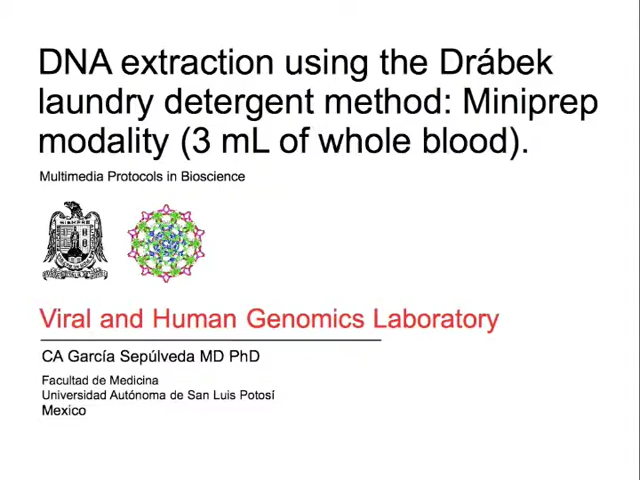 DNA extraction using the Drábek
laundry detergent method: Miniprep
modality (3 mL of whole blood).
Multimedia Protocols in Bioscience
Viral and Human Genomics Laboratory
CA García Sepúlveda MD PhD
Facultad de Medicina
Universidad Autónoma de San Luis Potosí
Mexico